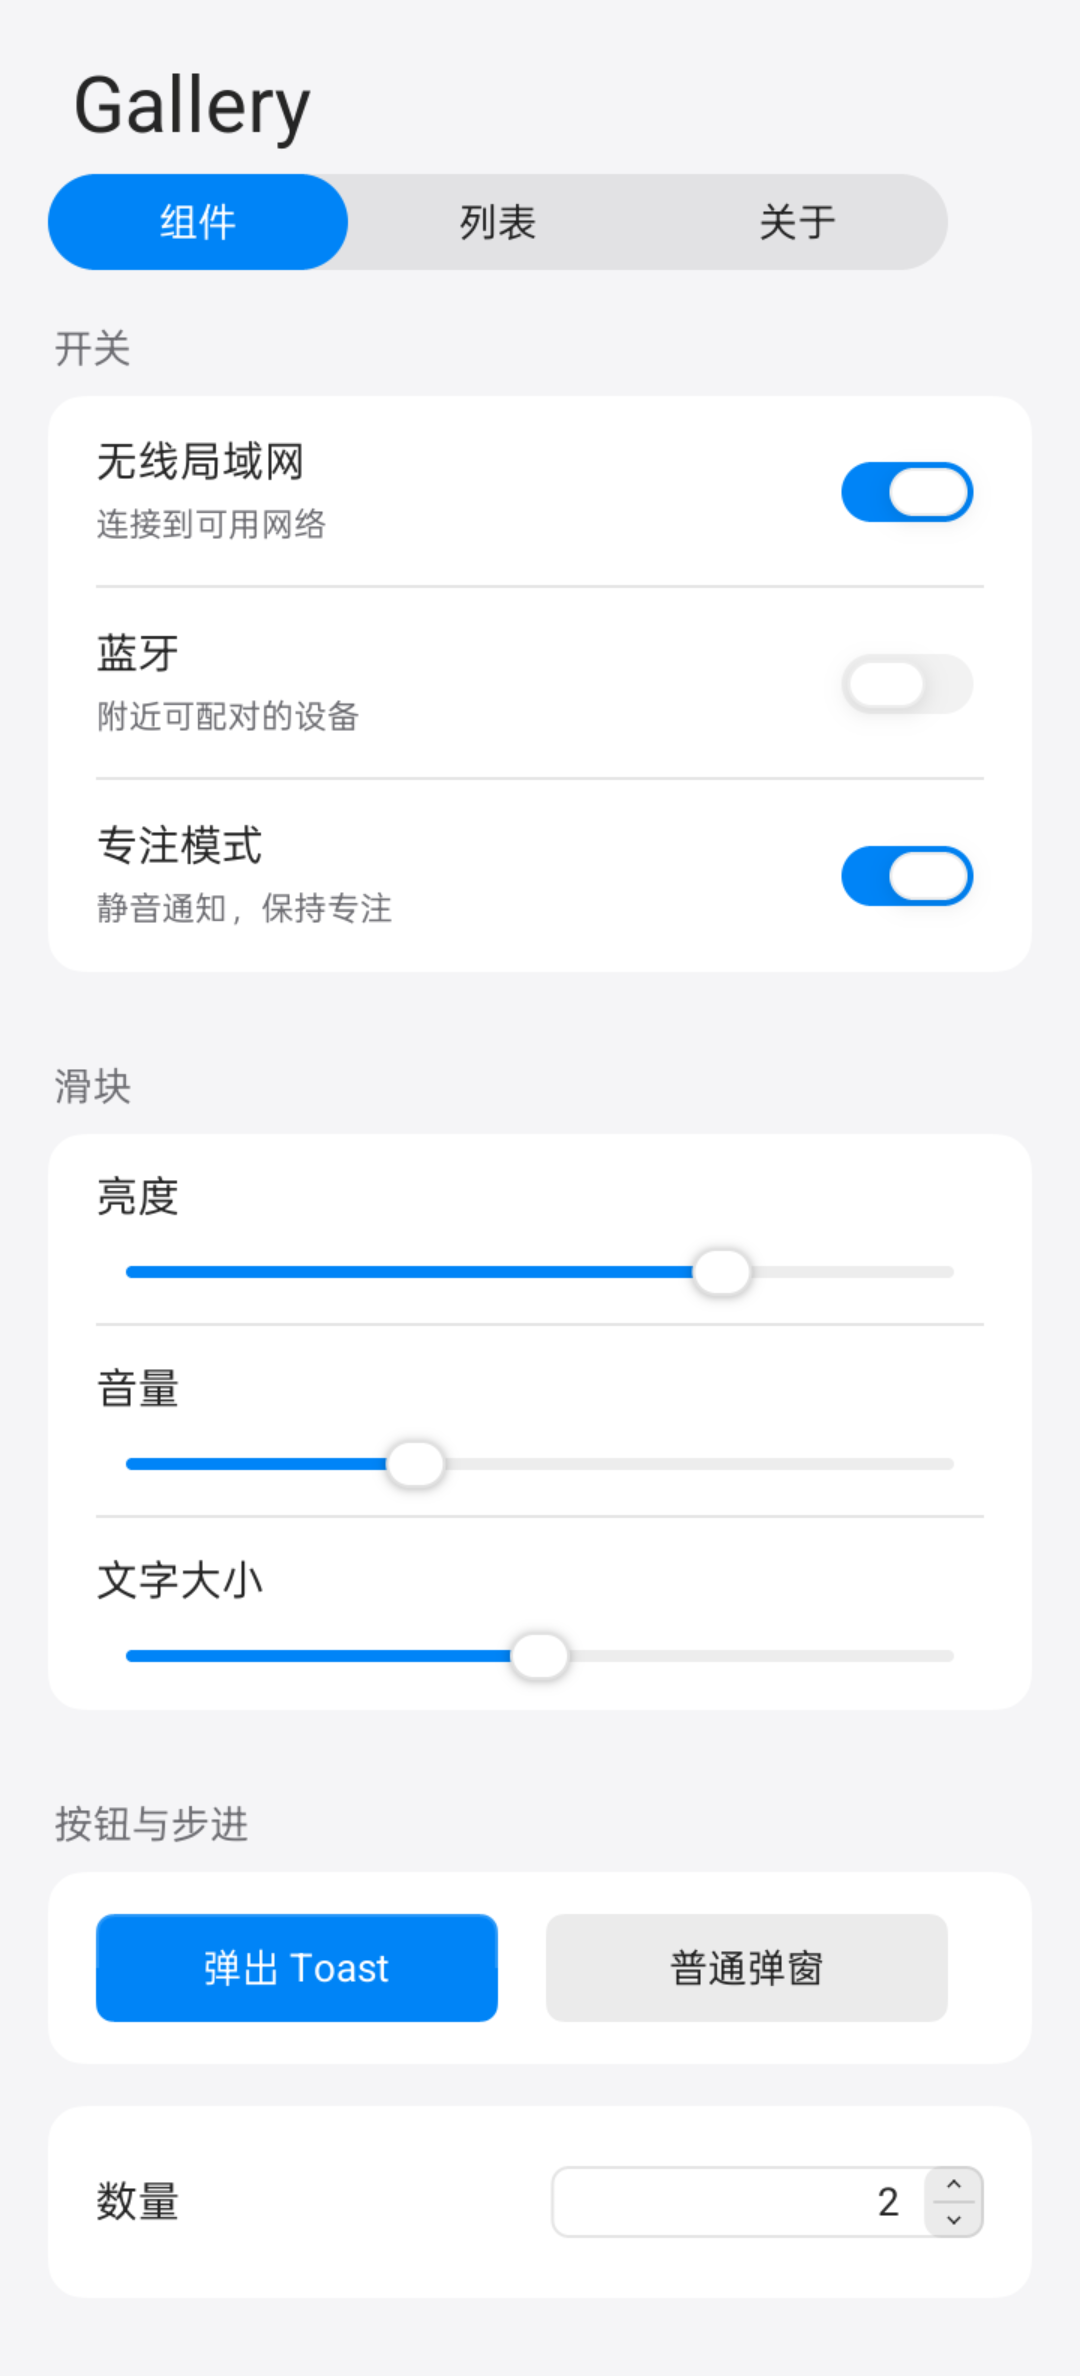 Gallery
组件 列表 关于
开关
无线局域网
连接到可用网络
蓝牙
附近可配对的设备
专注模式
静音通知，保持专注
滑块
亮度
音量
文字大小
按钮与步进
弹出 Toast 普通弹窗
数量 2